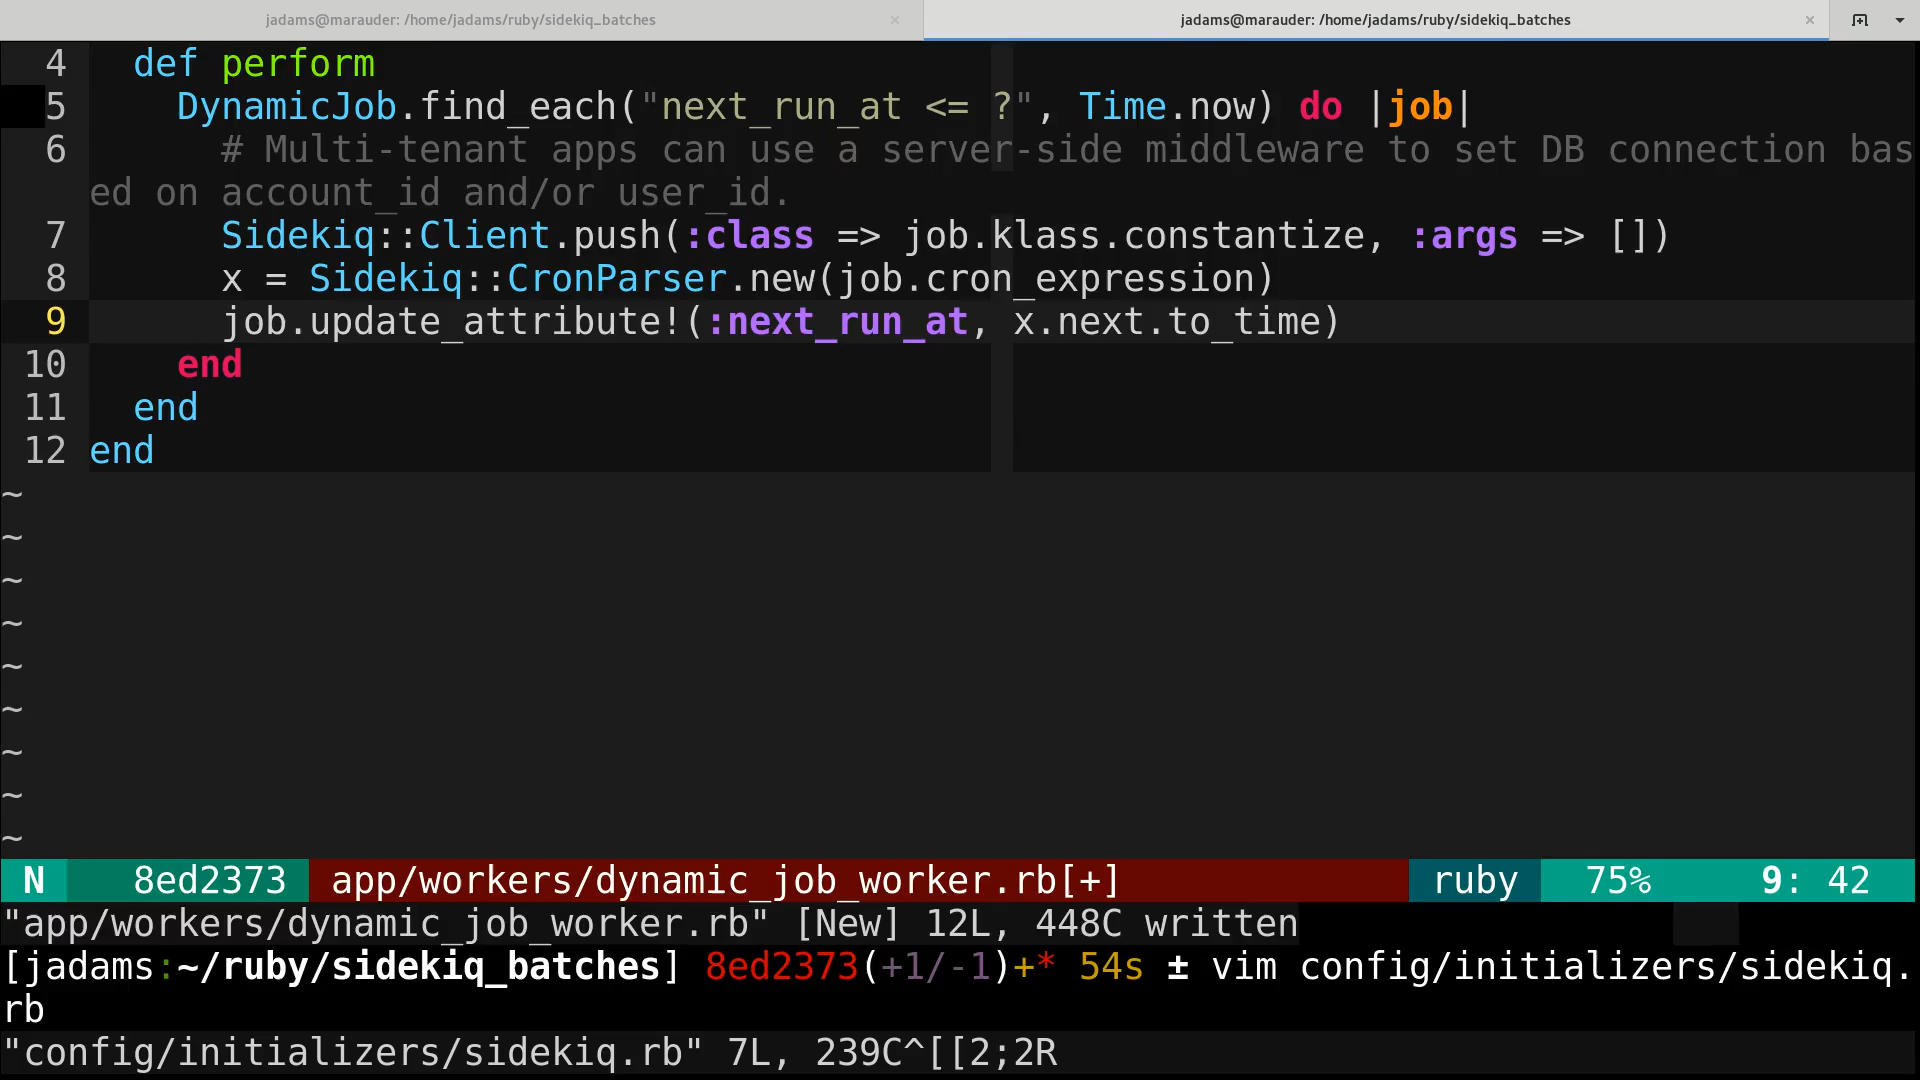 jadams@marauder: /home/jadams/ruby/sidekiq_batches × jadams@marauder: /home/jadams/ruby/sidekiq_batches ×
4 def perform
5 DynamicJob.find_each("next_run_at <= ?", Time.now) do |job|
6 # Multi-tenant apps can use a server-side middleware to set DB connection bas
ed on account_id and/or user_id.
7 Sidekiq::Client.push(:class => job.klass.constantize, :args => [])
8 x = Sidekiq::CronParser.new(job.cron_expression)
9 job.update_attribute!(:next_run_at, x.next.to_time)
10 end
11 end
12 end
~
~
~
~
~
~
~
~
~
N 8ed2373 app/workers/dynamic_job_worker.rb[+] ruby 75% 9: 42
"app/workers/dynamic_job_worker.rb" [New] 12L, 448C written
[jadams:~/ruby/sidekiq_batches] 8ed2373(+1/-1)+* 54s ± vim config/initializers/sidekiq.
rb
"config/initializers/sidekiq.rb" 7L, 239C^[[2;2R